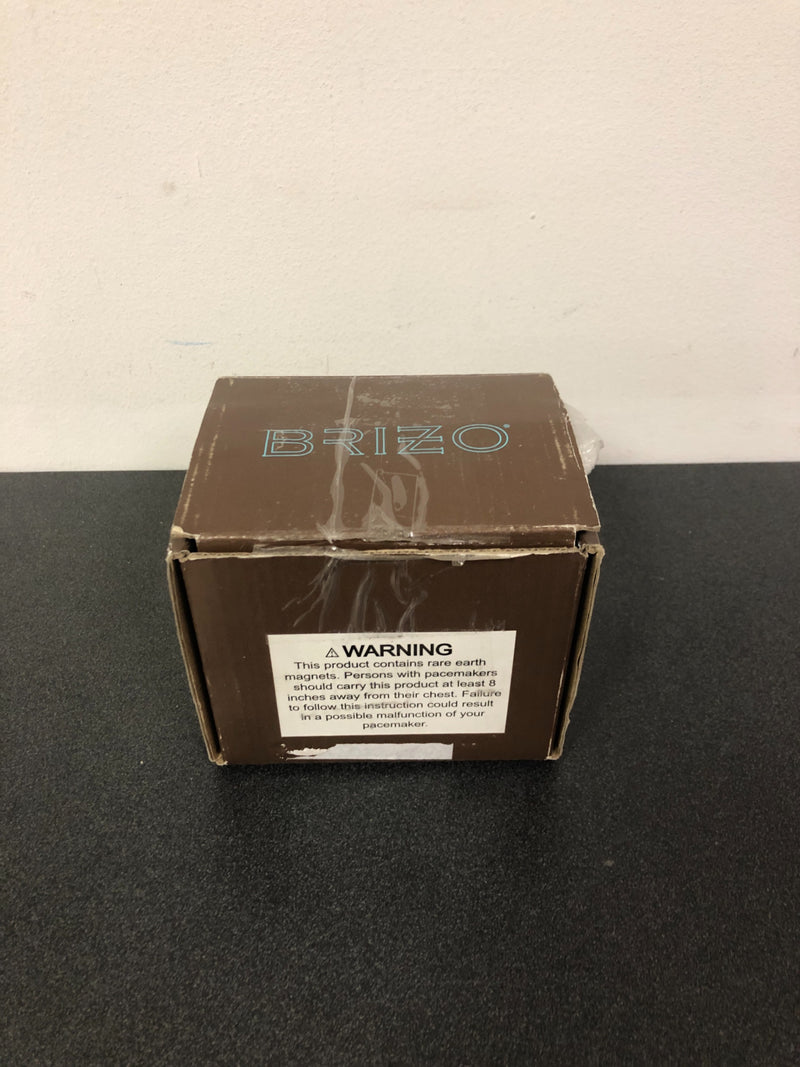 BRIZO®
⚠ WARNING
This product contains rare earth
magnets. Persons with pacemakers
should carry this product at least 8
inches away from their chest. Failure
to follow this instruction could result
in a possible malfunction of your
pacemaker.